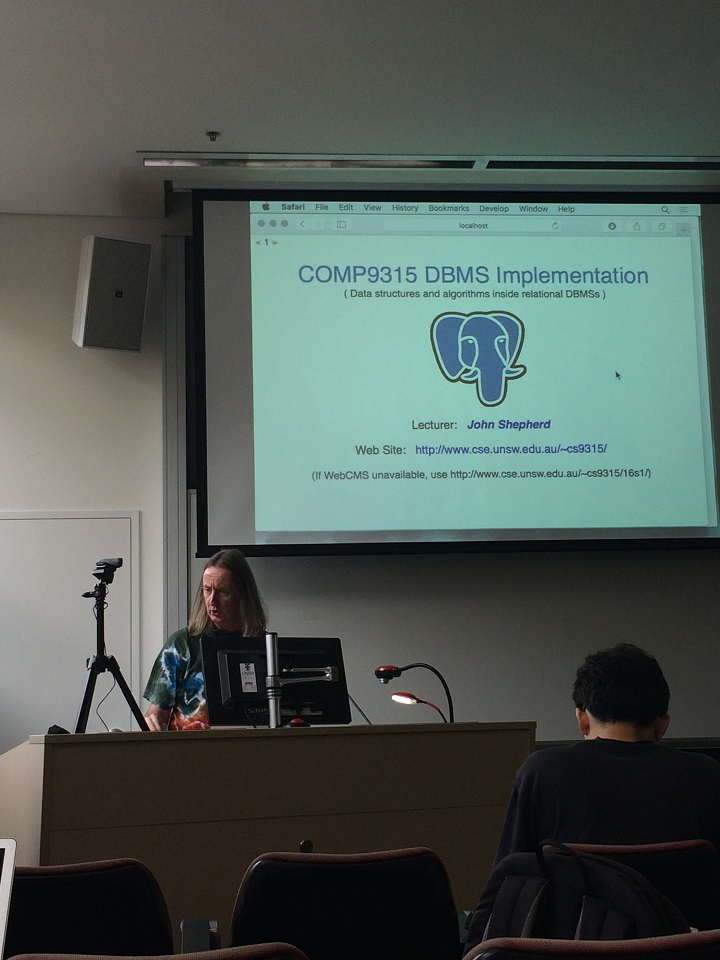 Safari File Edit View History Bookmarks Develop Window Help
localhost
1
COMP9315 DBMS Implementation
( Data structures and algorithms inside relational DBMSs )
Lecturer: John Shepherd
Web Site: http://www.cse.unsw.edu.au/~cs9315/
(If WebCMS unavailable, use http://www.cse.unsw.edu.au/~cs9315/16s1/)